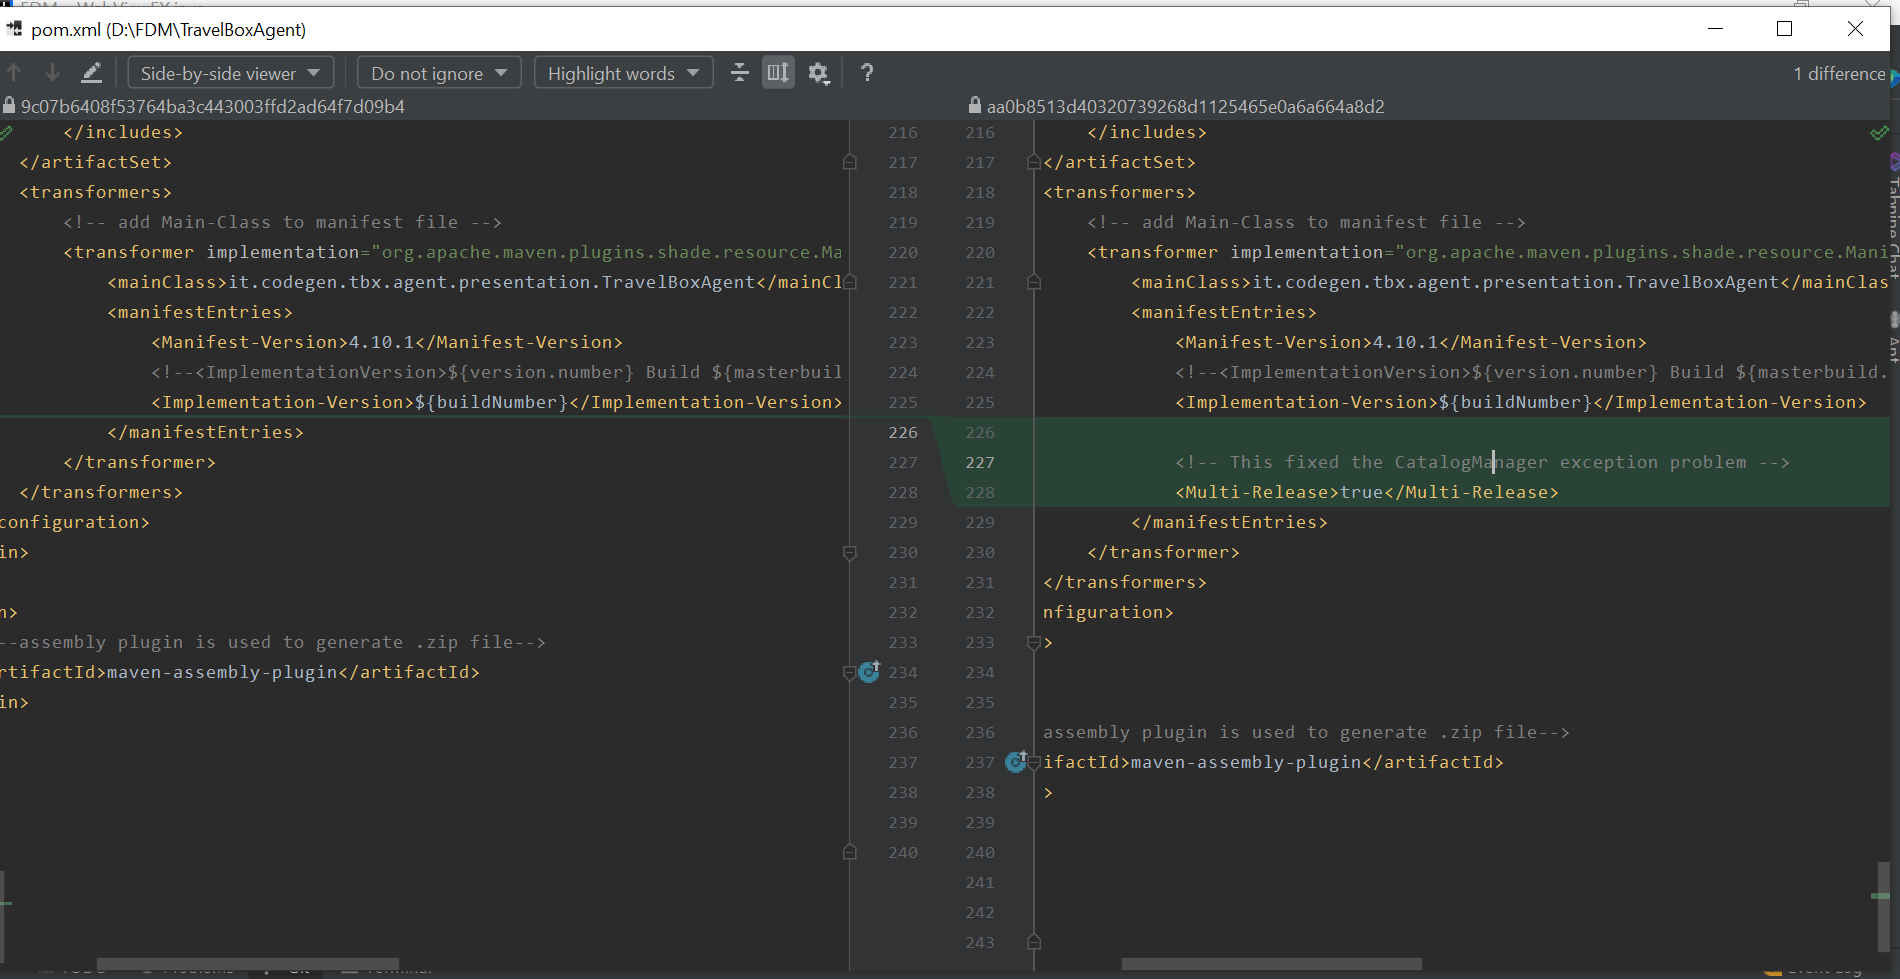 pom.xml (D:\FDM\TravelBoxAgent)
Side-by-side viewer
Do not ignore
Highlight words
?
1 difference
9c07b6408f53764ba3c443003ffd2ad64f7d09b4
aa0b8513d40320739268d1125465e0a6a664a8d2
</includes> 216
</artifactSet> 217
<transformers> 218
<!-- add Main-Class to manifest file --> 219
<transformer implementation="org.apache.maven.plugins.shade.resource.Ma 220
<mainClass>it.codegen.tbx.agent.presentation.TravelBoxAgent</mainCl 221
<manifestEntries> 222
<Manifest-Version>4.10.1</Manifest-Version> 223
<!--<ImplementationVersion>${version.number} Build ${masterbuil 224
<Implementation-Version>${buildNumber}</Implementation-Version> 225
</manifestEntries> 226
</transformer> 227
</transformers> 228
configuration> 229
in> 230
231
n> 232
--assembly plugin is used to generate .zip file--> 233
rtifactId>maven-assembly-plugin</artifactId> 234
in> 235
236
237
238
239
240
216 </includes>
217 </artifactSet>
218 <transformers>
219 <!-- add Main-Class to manifest file -->
220 <transformer implementation="org.apache.maven.plugins.shade.resource.Mani
221 <mainClass>it.codegen.tbx.agent.presentation.TravelBoxAgent</mainClas
222 <manifestEntries>
223 <Manifest-Version>4.10.1</Manifest-Version>
224 <!--<ImplementationVersion>${version.number} Build ${masterbuild.
225 <Implementation-Version>${buildNumber}</Implementation-Version>
226
227 <!-- This fixed the CatalogManager exception problem -->
228 <Multi-Release>true</Multi-Release>
229 </manifestEntries>
230 </transformer>
231 </transformers>
232 nfiguration>
233 >
234
235
236 assembly plugin is used to generate .zip file-->
237 ifactId>maven-assembly-plugin</artifactId>
238 >
239
240
241
242
243